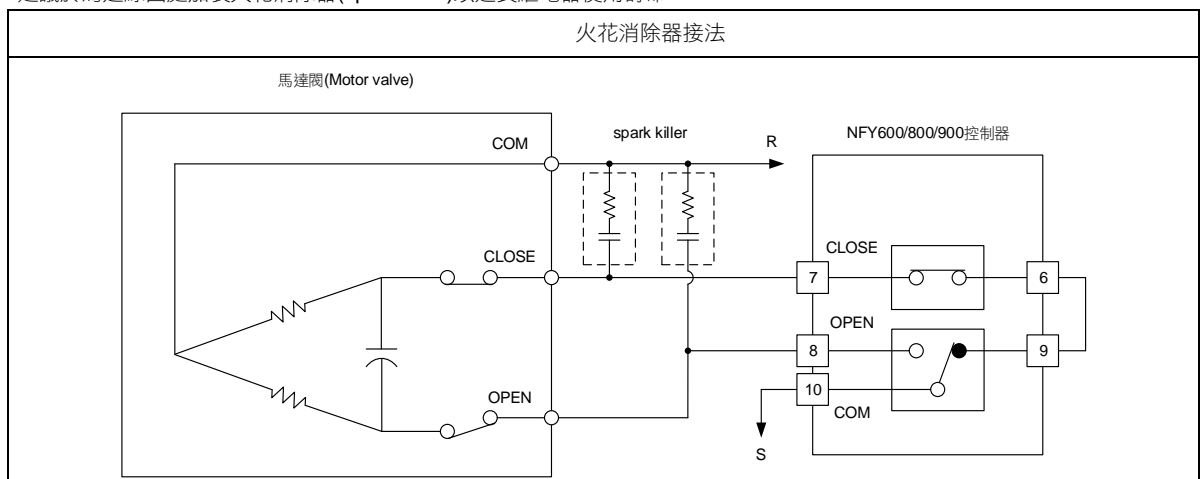 火花消除器接法
馬達閥(Motor valve)
COM
spark killer
R
NFY600/800/900控制器
CLOSE
CLOSE
7
6
OPEN
8
9
OPEN
10
COM
S